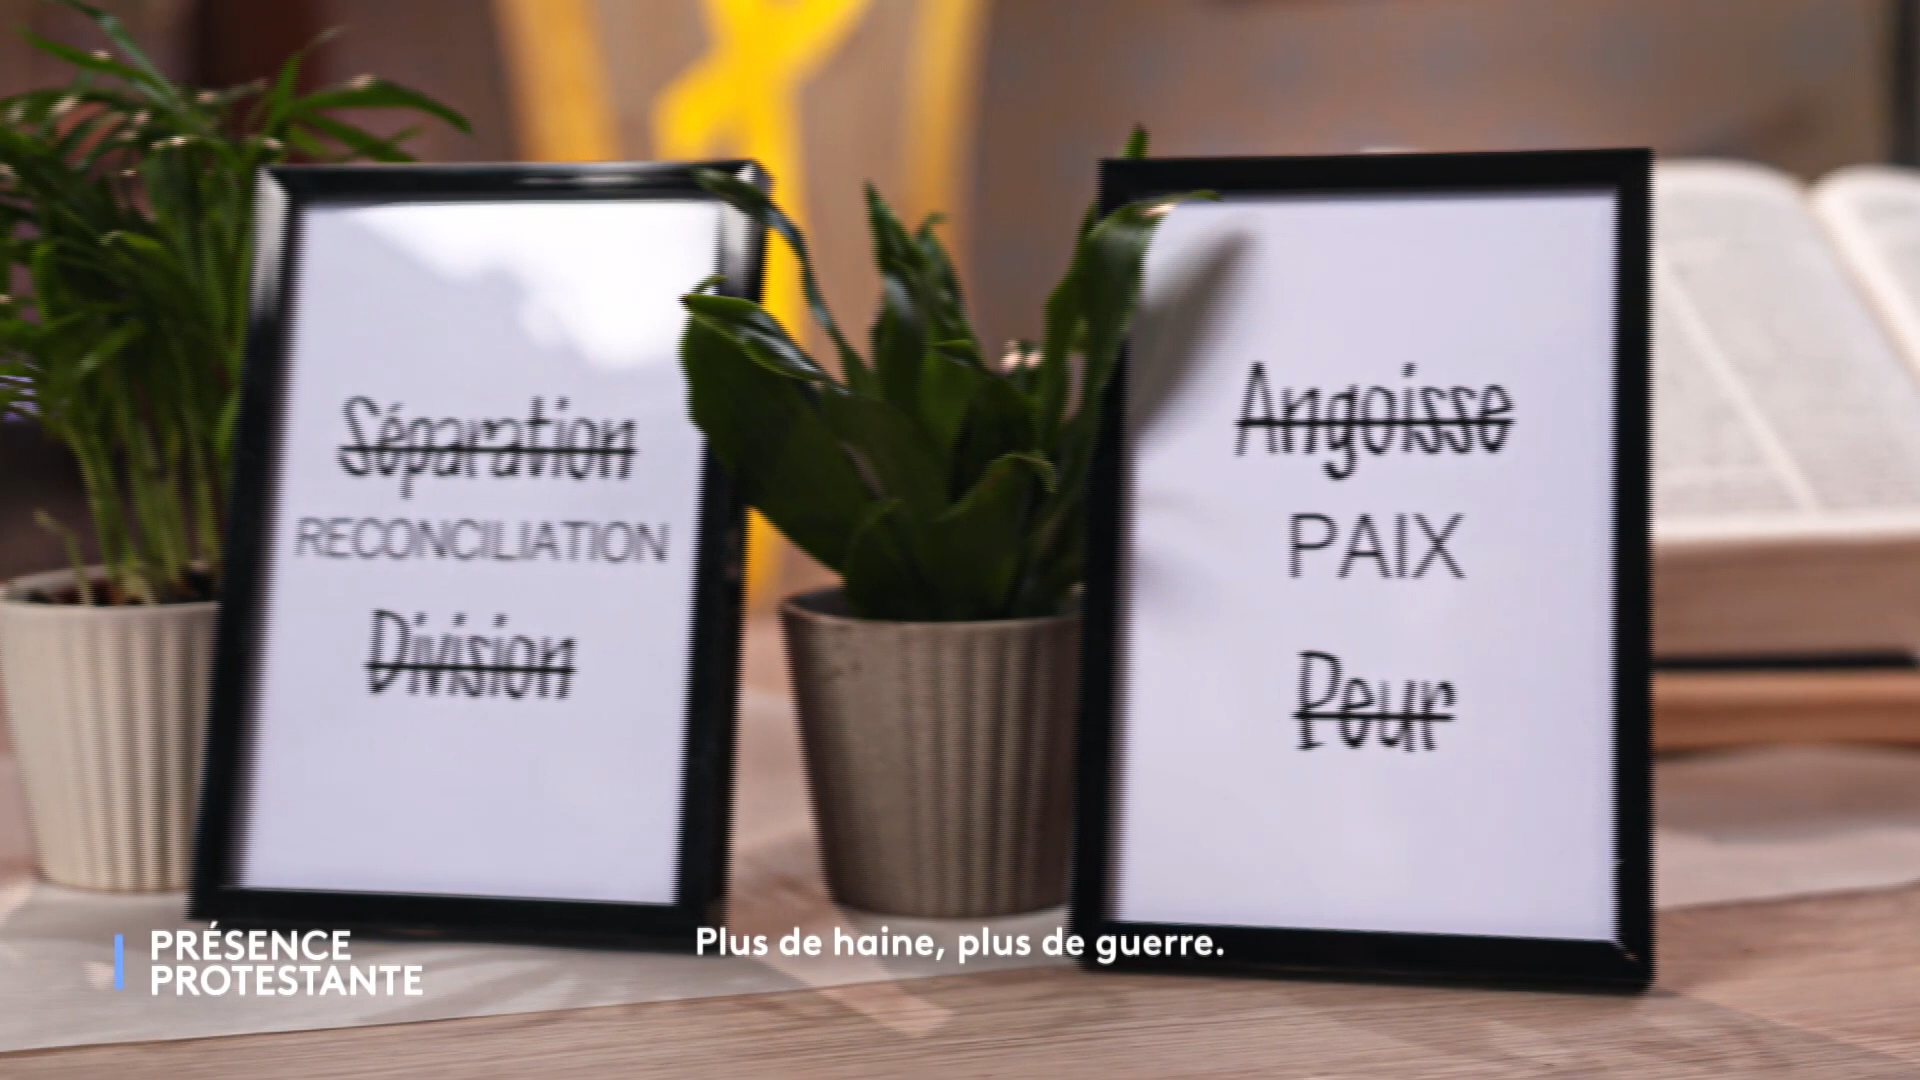 Séparation
RECONCILIATION
Division
Angoisse
PAIX
Peur
PRÉSENCE
PROTESTANTE
Plus de haine, plus de guerre.